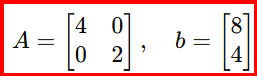 A = [4 0; 0 2], b = [8; 4]